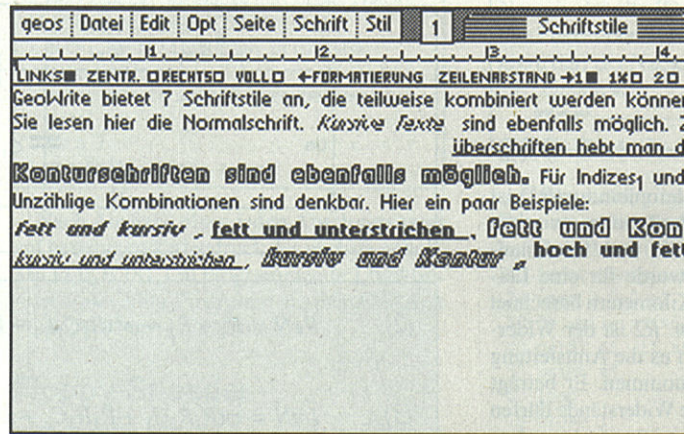 geos Datei Edit Opt Seite Schrift Stil 1 Schriftstile
1 2 3 4
LINKS ZENTR. RECHTS VOLL ←FORMATIERUNG ZEILENABSTAND →1 1½ 2
GeoWrite bietet 7 Schriftstile an, die teilweise kombiniert werden könner
Sie lesen hier die Normalschrift. Kursive Texte sind ebenfalls möglich. Z
Überschriften hebt man d
Konturschriften sind ebenfalls möglich. Für Indizes1 und
Unzählige Kombinationen sind denkbar. Hier ein paar Beispiele:
fett und kursiv , fett und unterstrichen , fett und Kon
kursiv und unterstrichen , kursiv und Kontur , hoch und fett